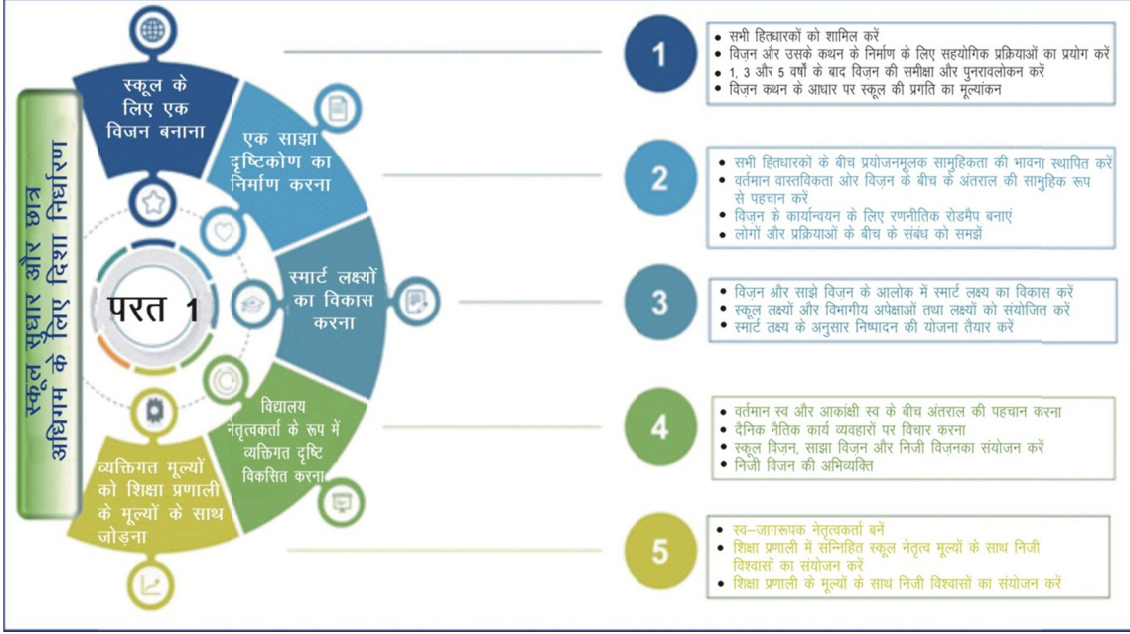 स्कूल सुधार और छात्र
अधिगम के लिए दिशा निर्धारण
परत 1
स्कूल के
लिए एक
विजन बनाना
एक साझा
दृष्टिकोण का
निर्माण करना
स्मार्ट लक्ष्यों
का विकास
करना
विद्यालय
नेतृत्वकर्ता के रूप में
व्यक्तिगत दृष्टि
विकसित करना
व्यक्तिगत मूल्यों
को शिक्षा प्रणाली
के मूल्यों के साथ
जोड़ना
1
• सभी हितधारकों को शामिल करें
• विज़न और उसके कथन के निर्माण के लिए सहयोगिक प्रक्रियाओं का प्रयोग करें
• 1, 3 और 5 वर्षों के बाद विज़न की समीक्षा और पुनरावलोकन करें
• विज़न कथन के आधार पर स्कूल की प्रगति का मूल्यांकन
2
• सभी हितधारकों के बीच प्रयोजनमूलक सामुहिकता की भावना स्थापित करें
• वर्तमान वास्तविकता ओर विज़न के बीच के अंतराल की सामुहिक रूप
से पहचान करें
• विज़न के कार्यान्वयन के लिए रणनीतिक रोडमैप बनाएं
• लोगों और प्रक्रियाओं के बीच के संबंध को समझें
3
• विज़न और साझे विज़न के आलोक में स्मार्ट लक्ष्य का विकास करें
• स्कूल लक्ष्यों और विभागीय अपेक्षाओं तथा लक्ष्यों को संयोजित करें
• स्मार्ट लक्ष्य के अनुसार निष्पादन की योजना तैयार करें
4
• वर्तमान स्व और आकांक्षी स्व के बीच अंतराल की पहचान करना
• दैनिक नैतिक कार्य व्यवहारों पर विचार करना
• स्कूल विज़न, साझा विज़न और निजी विज़नका संयोजन करें
• निजी विज़न की अभिव्यक्ति
5
• स्व–जागरूपक नेतृत्वकर्ता बनें
• शिक्षा प्रणाली में सन्निहित स्कूल नेतृत्व मूल्यों के साथ निजी
विश्वासों का संयोजन करें
• शिक्षा प्रणाली के मूल्यों के साथ निजी विश्वासों का संयोजन करें